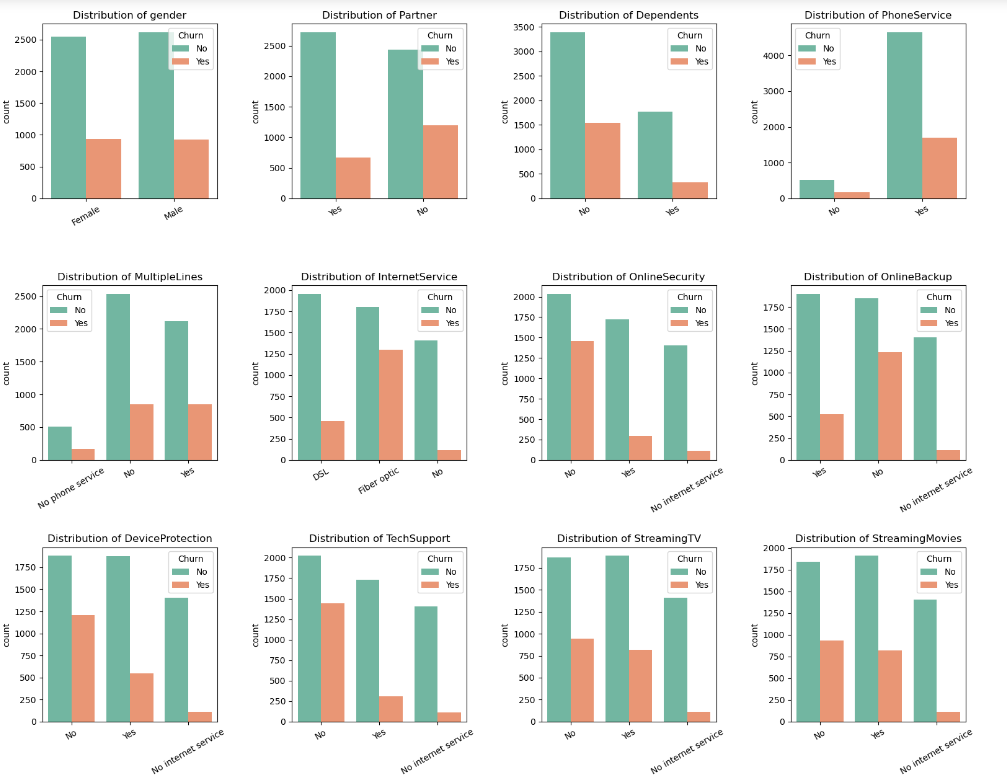 Distribution of gender
count
2500
2000
1500
1000
500
0
Female
Male
Churn
No
Yes
Distribution of Partner
count
2500
2000
1500
1000
500
0
Yes
No
Churn
No
Yes
Distribution of Dependents
count
3500
3000
2500
2000
1500
1000
500
0
No
Yes
Churn
No
Yes
Distribution of PhoneService
count
4000
3000
2000
1000
0
No
Yes
Churn
No
Yes
Distribution of MultipleLines
count
2500
2000
1500
1000
500
0
No phone service
No
Yes
Churn
No
Yes
Distribution of InternetService
count
2000
1750
1500
1250
1000
750
500
250
0
DSL
Fiber optic
No
Churn
No
Yes
Distribution of OnlineSecurity
count
2000
1750
1500
1250
1000
750
500
250
0
No
Yes
No internet service
Churn
No
Yes
Distribution of OnlineBackup
count
1750
1500
1250
1000
750
500
250
0
Yes
No
No internet service
Churn
No
Yes
Distribution of DeviceProtection
count
1750
1500
1250
1000
750
500
250
0
No
Yes
No internet service
Churn
No
Yes
Distribution of TechSupport
count
2000
1750
1500
1250
1000
750
500
250
0
No
Yes
No internet service
Churn
No
Yes
Distribution of StreamingTV
count
1750
1500
1250
1000
750
500
250
0
No
Yes
No internet service
Churn
No
Yes
Distribution of StreamingMovies
count
2000
1750
1500
1250
1000
750
500
250
0
No
Yes
No internet service
Churn
No
Yes